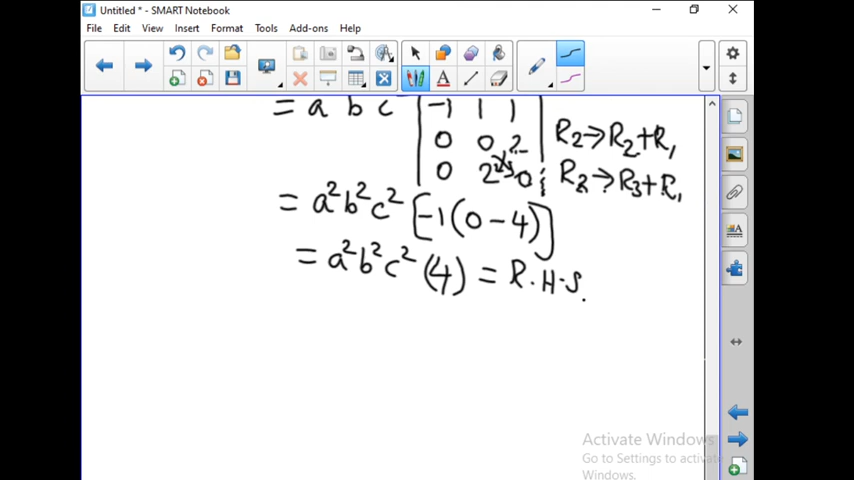 Untitled * - SMART Notebook
File Edit View Insert Format Tools Add-ons Help
= a b c | -1 1 1 |
| 0 0 2 | R₂→R₂+R₁
| 0 2 0 | R₃→R₃+R₁
= a²b²c² [-1(0-4)]
= a²b²c² (4) = R.H.S.
Activate Windows
Go to Settings to activate
Windows.